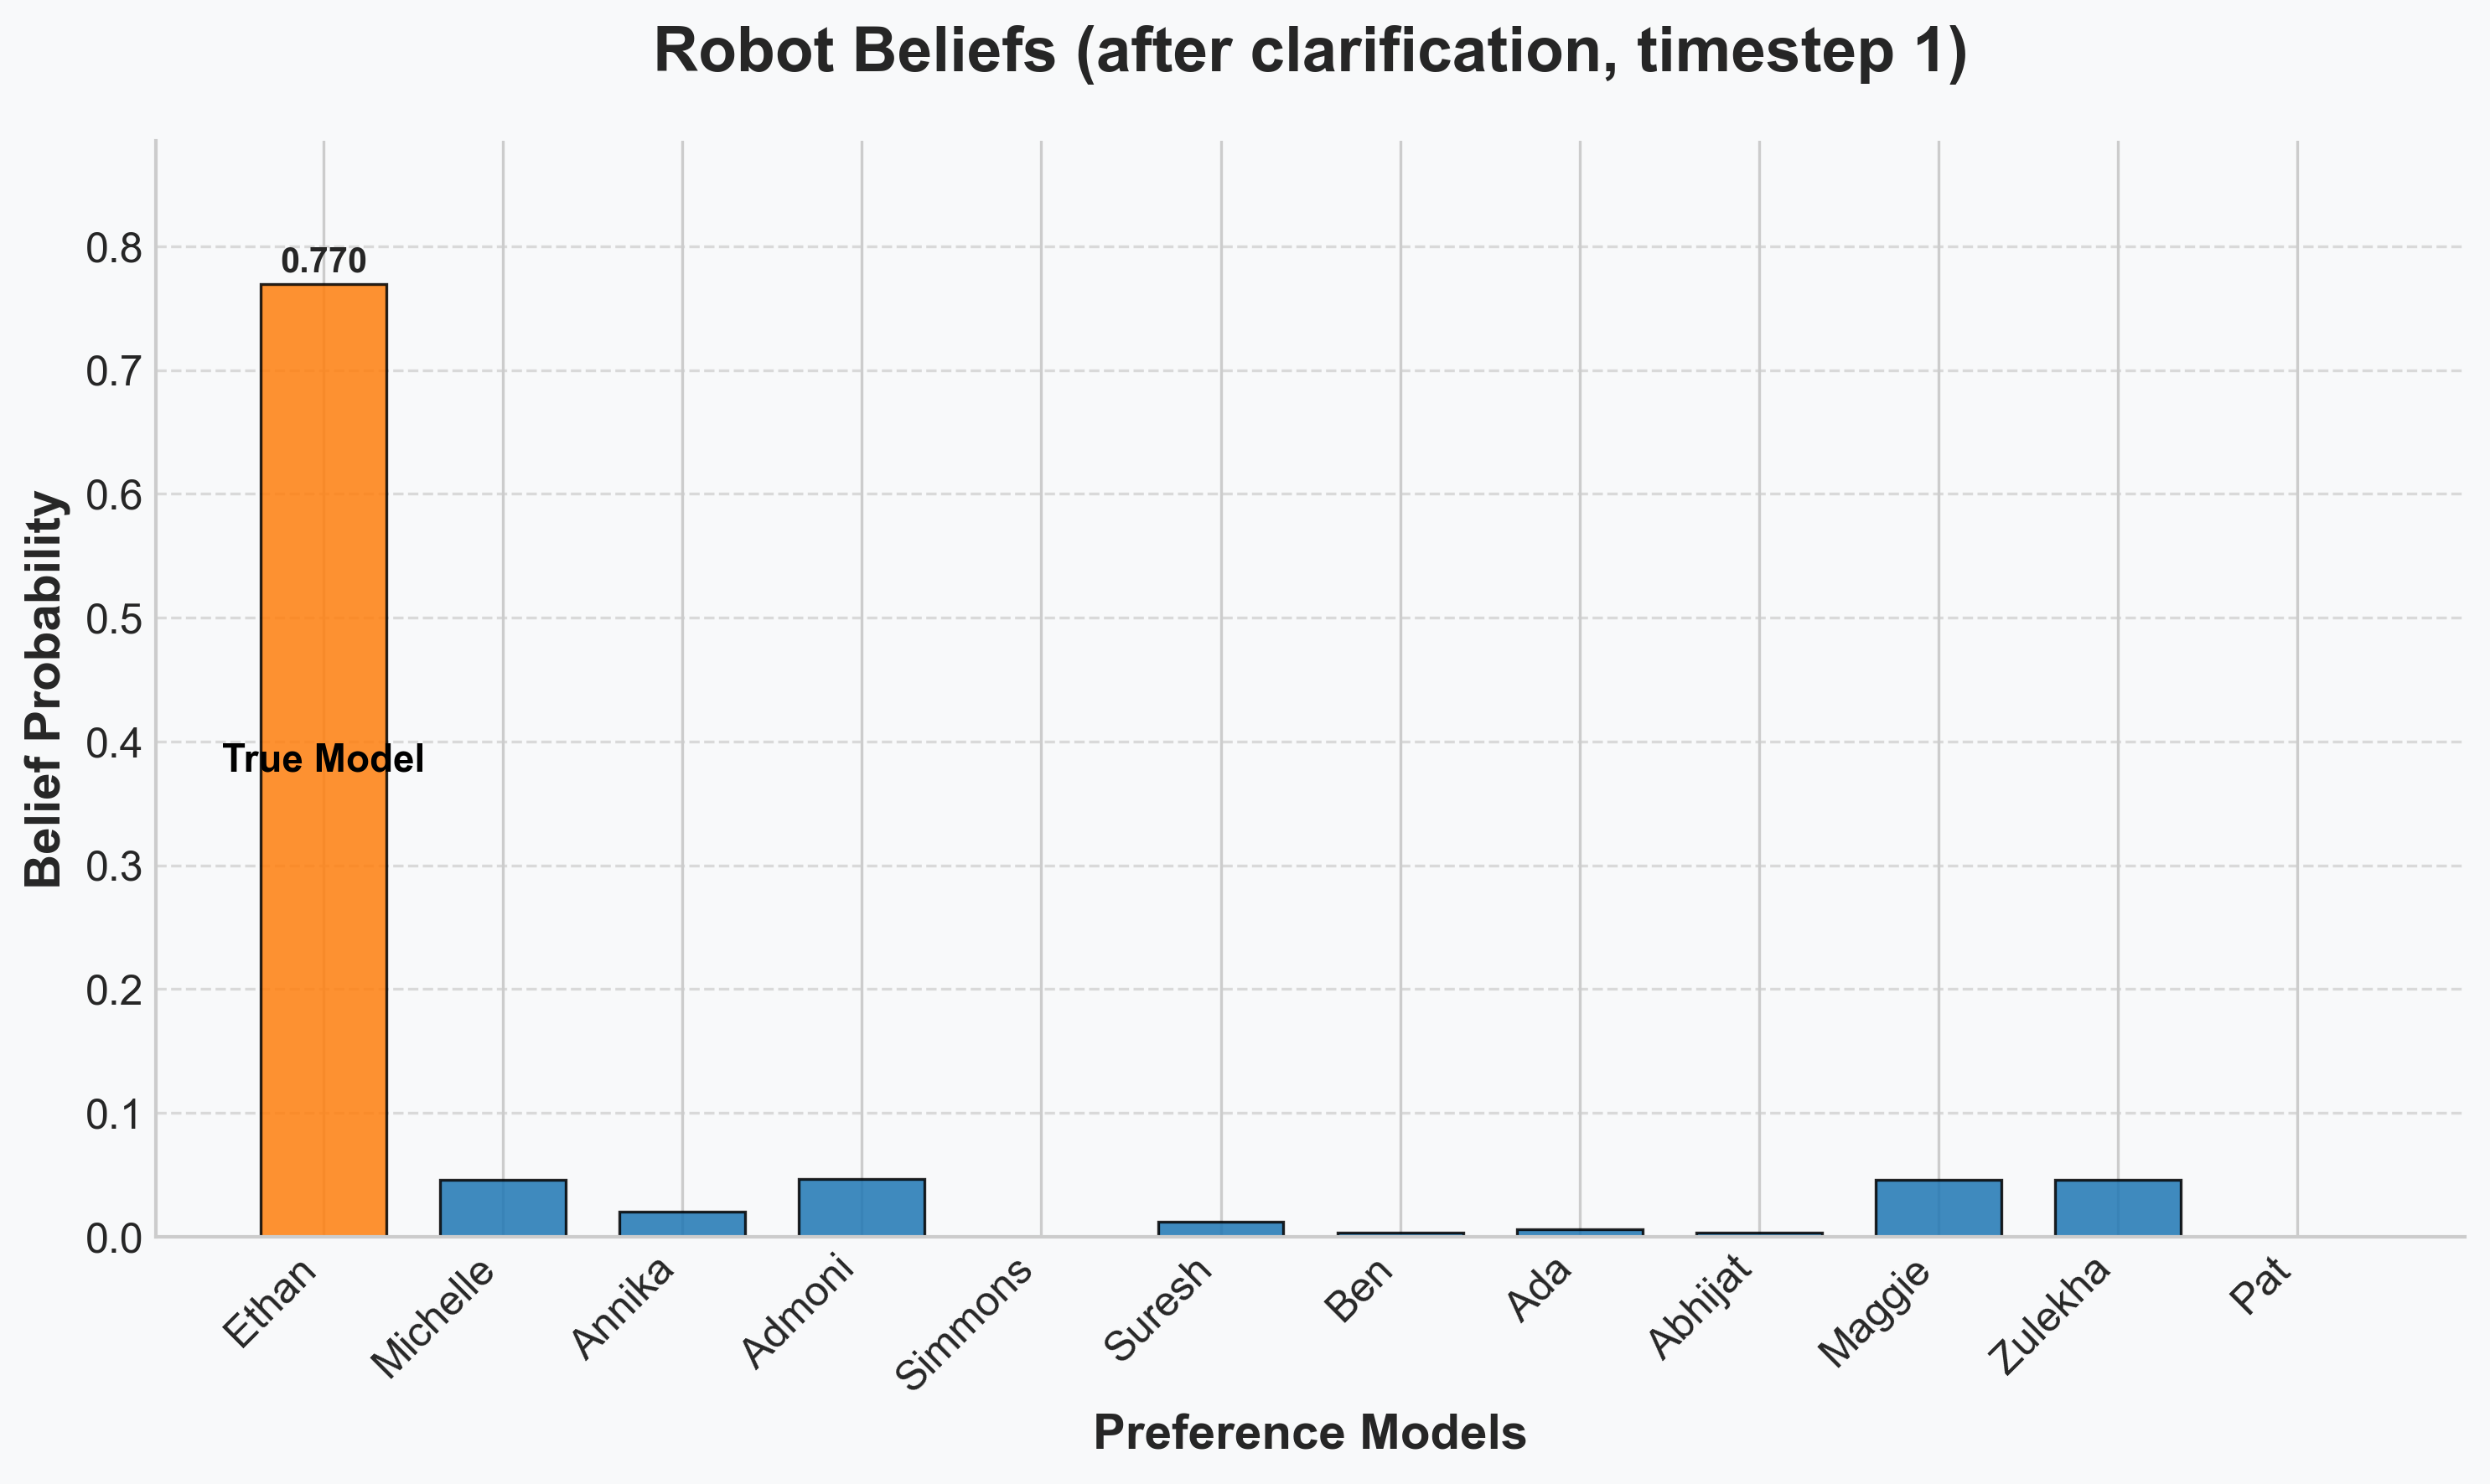 Robot Beliefs (after clarification, timestep 1)
Belief Probability
0.8
0.7
0.6
0.5
0.4
0.3
0.2
0.1
0.0
0.770
True Model
Ethan
Michelle
Annika
Admoni
Simmons
Suresh
Ben
Ada
Abhijat
Maggie
Zulekha
Pat
Preference Models